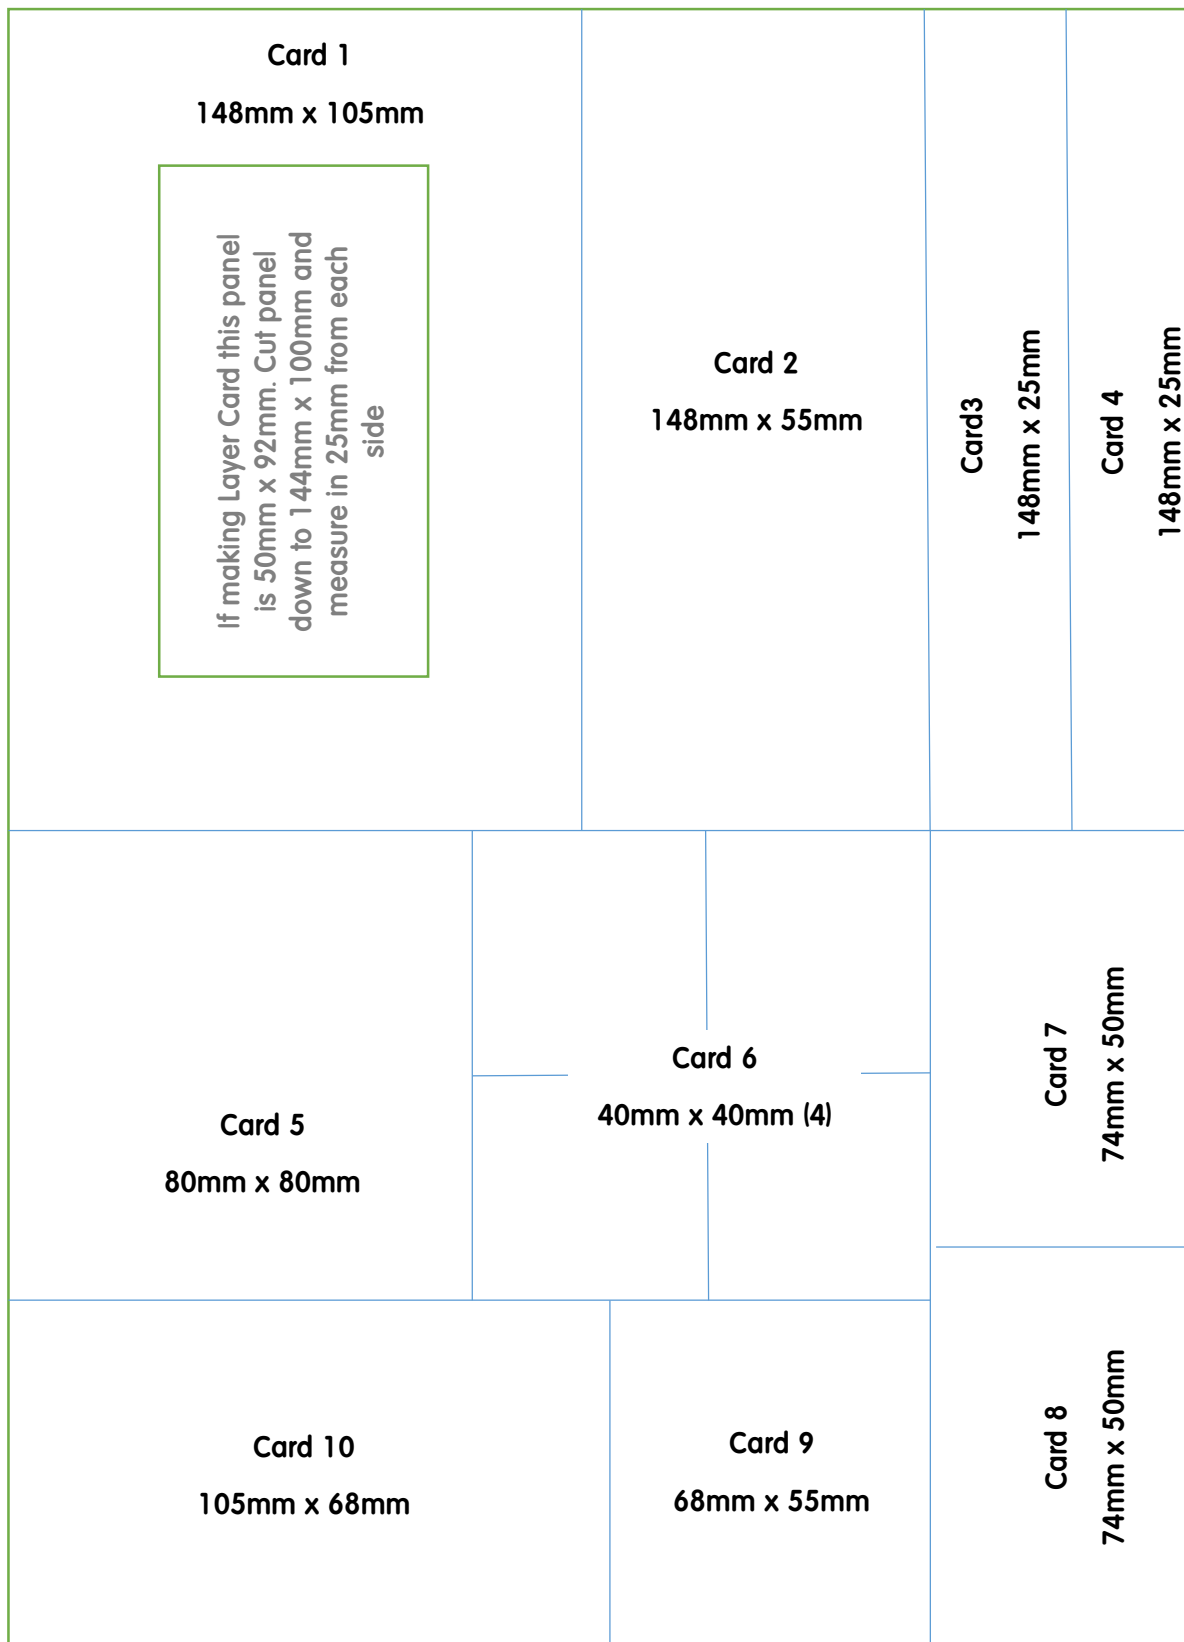 Card 1
148mm x 105mm
If making Layer Card this panel
is 50mm x 92mm. Cut panel
down to 144mm x 100mm and
measure in 25mm from each
side
Card 2
148mm x 55mm
Card3
148mm x 25mm
Card 4
148mm x 25mm
Card 5
80mm x 80mm
Card 6
40mm x 40mm (4)
Card 7
74mm x 50mm
Card 10
105mm x 68mm
Card 9
68mm x 55mm
Card 8
74mm x 50mm